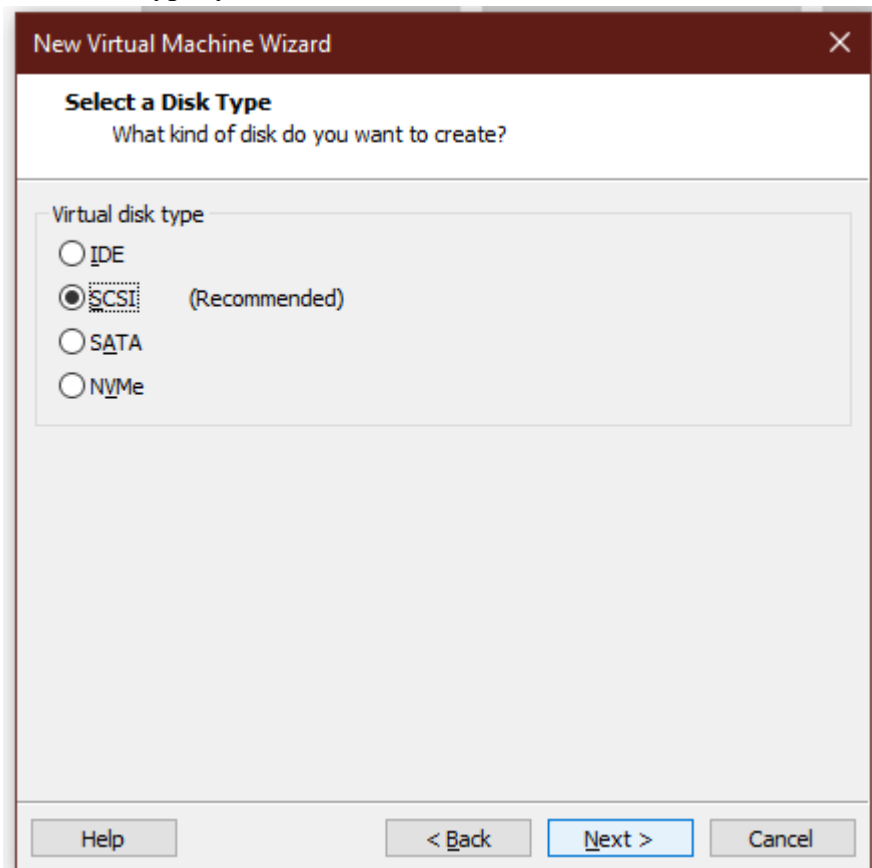 New Virtual Machine Wizard
Select a Disk Type
What kind of disk do you want to create?
Virtual disk type
IDE
SCSI (Recommended)
SATA
NVMe
Help < Back Next > Cancel